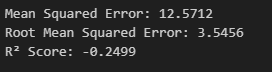 Mean Squared Error: 12.5712
Root Mean Squared Error: 3.5456
R² Score: -0.2499